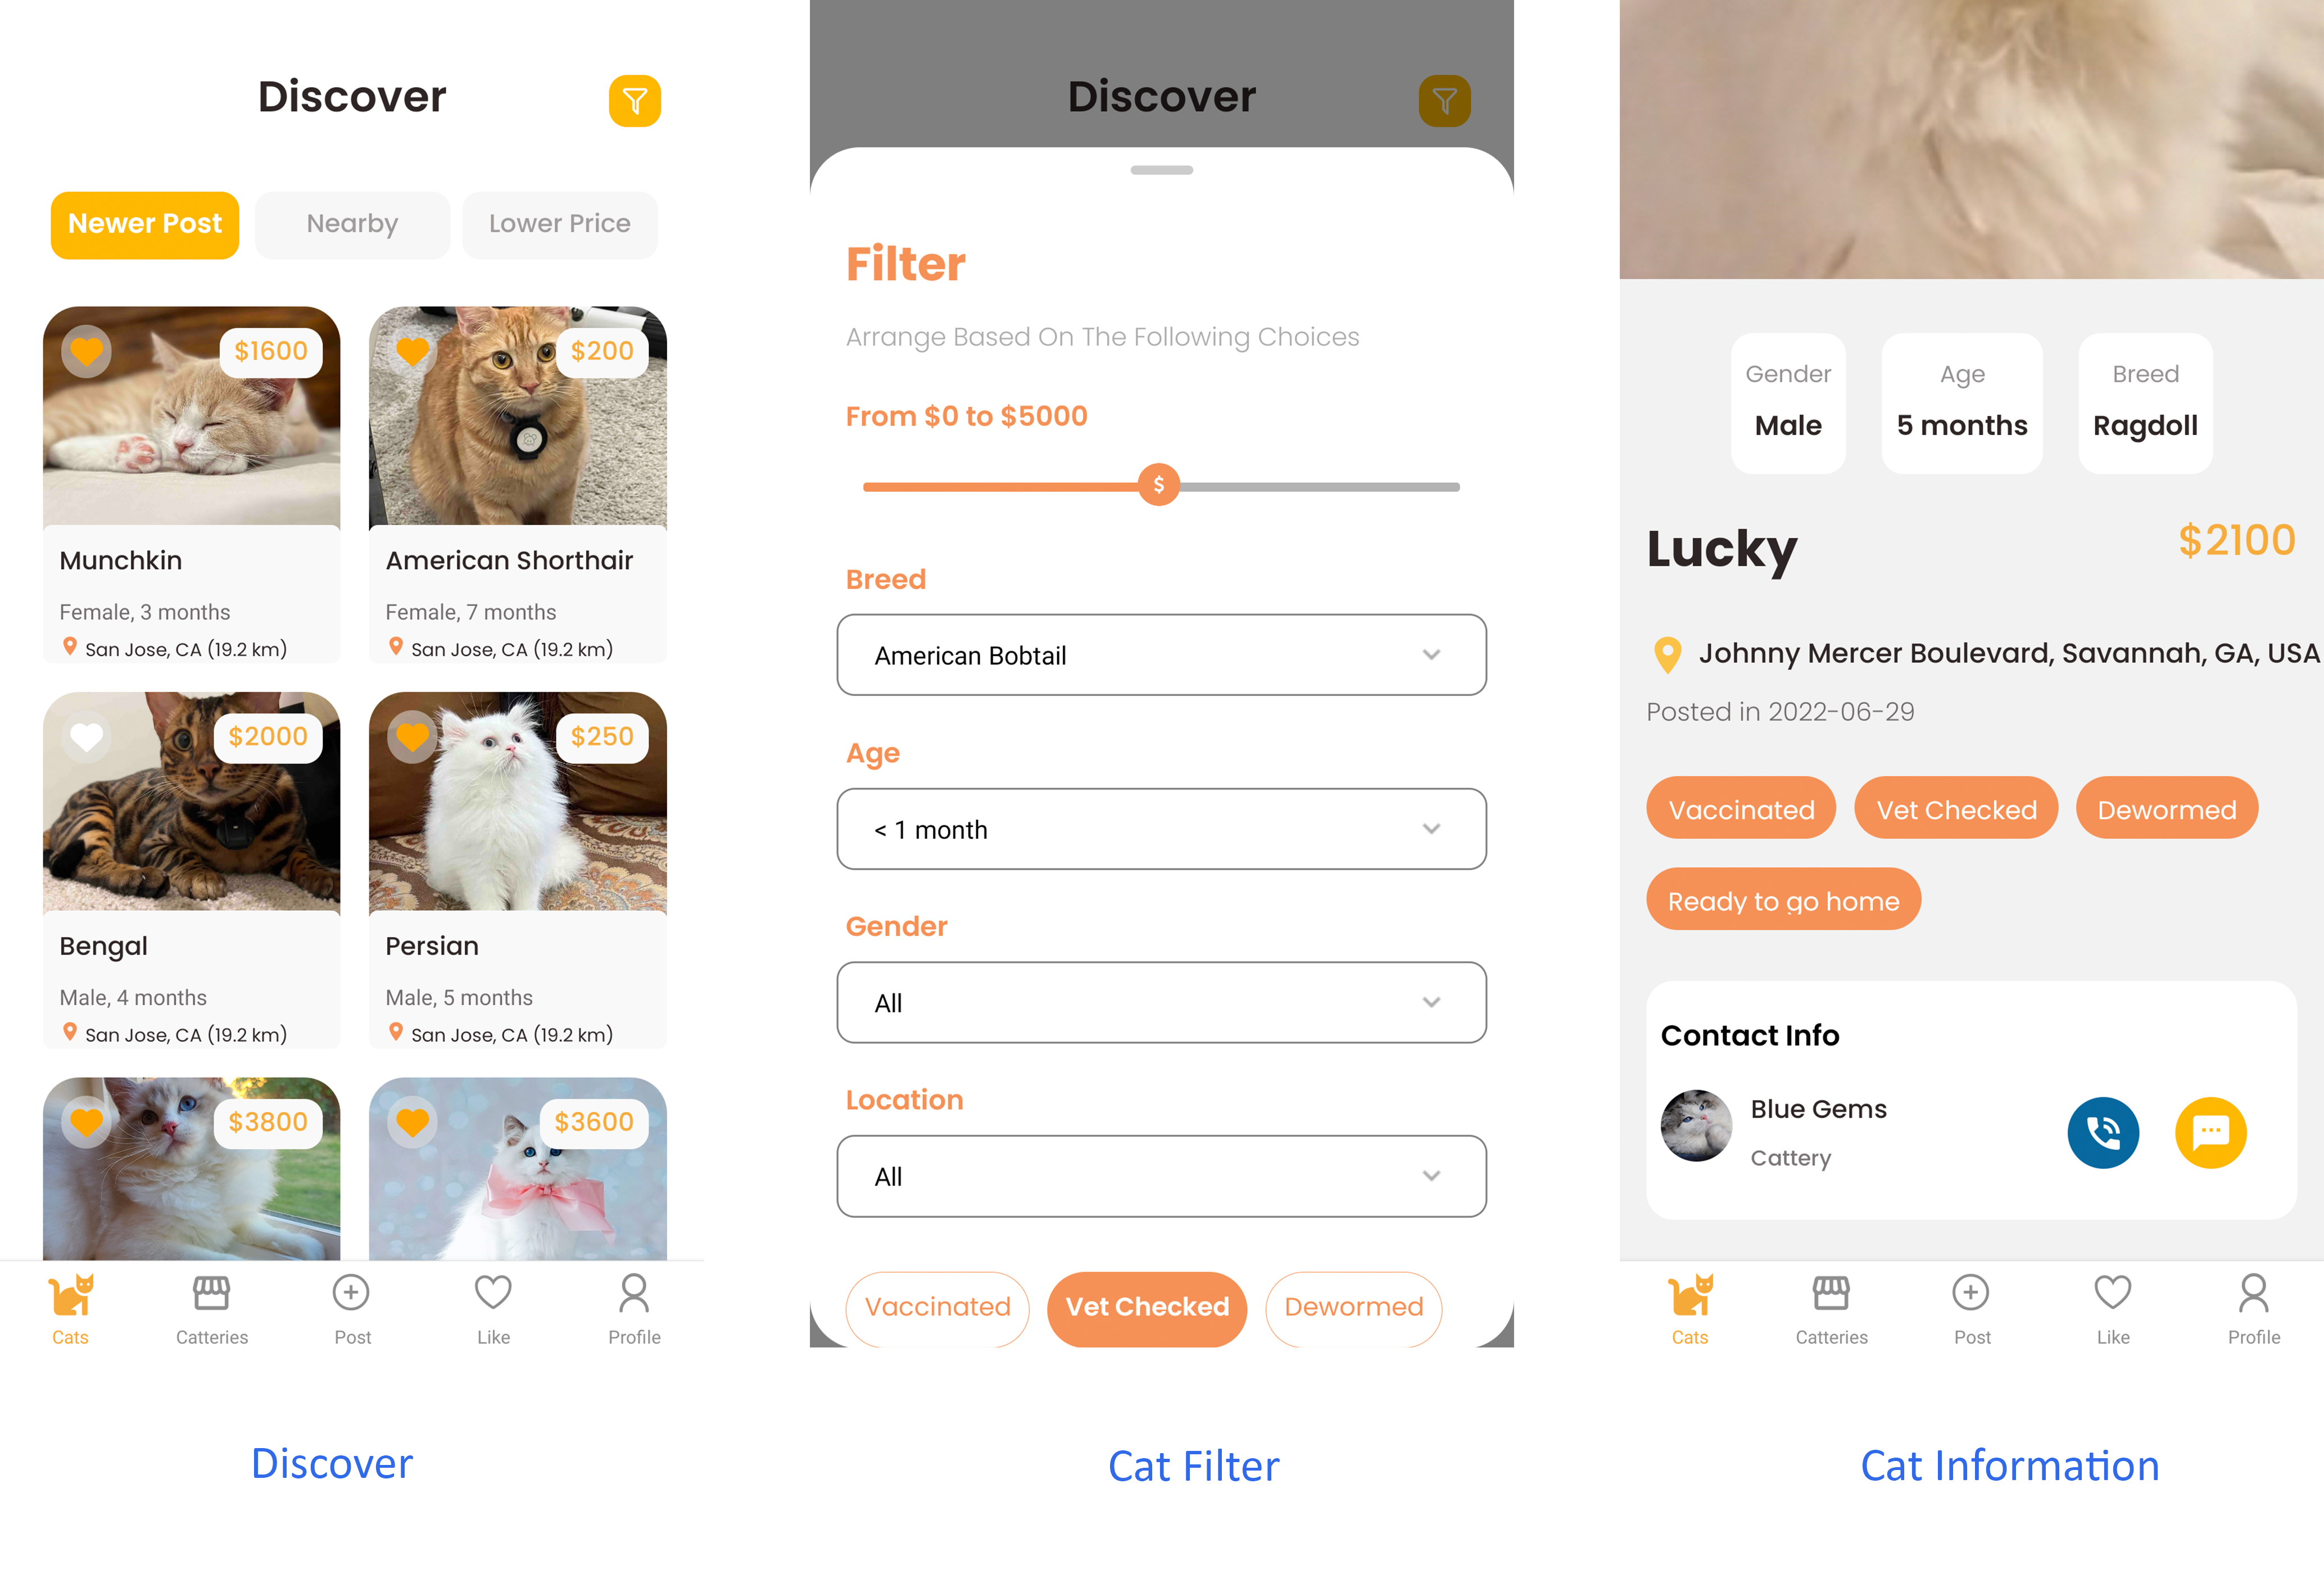 Discover
Newer Post
Nearby
Lower Price
$1600
$200
Munchkin
American Shorthair
Female, 3 months
Female, 7 months
San Jose, CA (19.2 km)
San Jose, CA (19.2 km)
$2000
$250
Bengal
Persian
Male, 4 months
Male, 5 months
San Jose, CA (19.2 km)
San Jose, CA (19.2 km)
$3800
$3600
Cats
Catteries
Post
Like
Profile
Discover
Discover
Filter
Arrange Based On The Following Choices
From $0 to $5000
$
Breed
American Bobtail
Age
< 1 month
Gender
All
Location
All
Vaccinated
Vet Checked
Dewormed
Cat Filter
Gender
Male
Age
5 months
Breed
Ragdoll
Lucky
$2100
Johnny Mercer Boulevard, Savannah, GA, USA
Posted in 2022-06-29
Vaccinated
Vet Checked
Dewormed
Ready to go home
Contact Info
Blue Gems
Cattery
Cats
Catteries
Post
Like
Profile
Cat Information